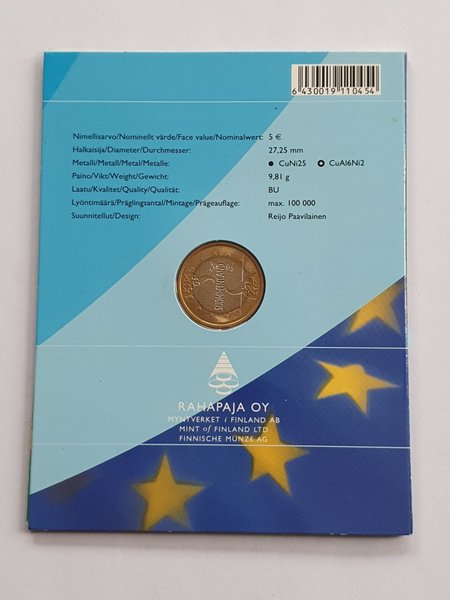 6 430019 110454
Nimellisarvo/Nominellt värde/Face value/Nominalwert: 5 €
Halkaisija/Diameter/Durchmesser: 27,25 mm
Metalli/Metall/Metal/Metalle: CuNi25 CuAl6Ni2
Paino/Vikt/Weight/Gewicht: 9,81 g
Laatu/Kvalitet/Quality/Qualität: BU
Lyöntimäärä/Präglingsantal/Mintage/Prägeauflage: max. 100 000
Suunnitellut/Design: Reijo Paavilainen
SUOMI FINLAND
RAHAPAJA OY
MYNTVERKET i FINLAND AB
MINT of FINLAND LTD
FINNISCHE MÜNZE AG